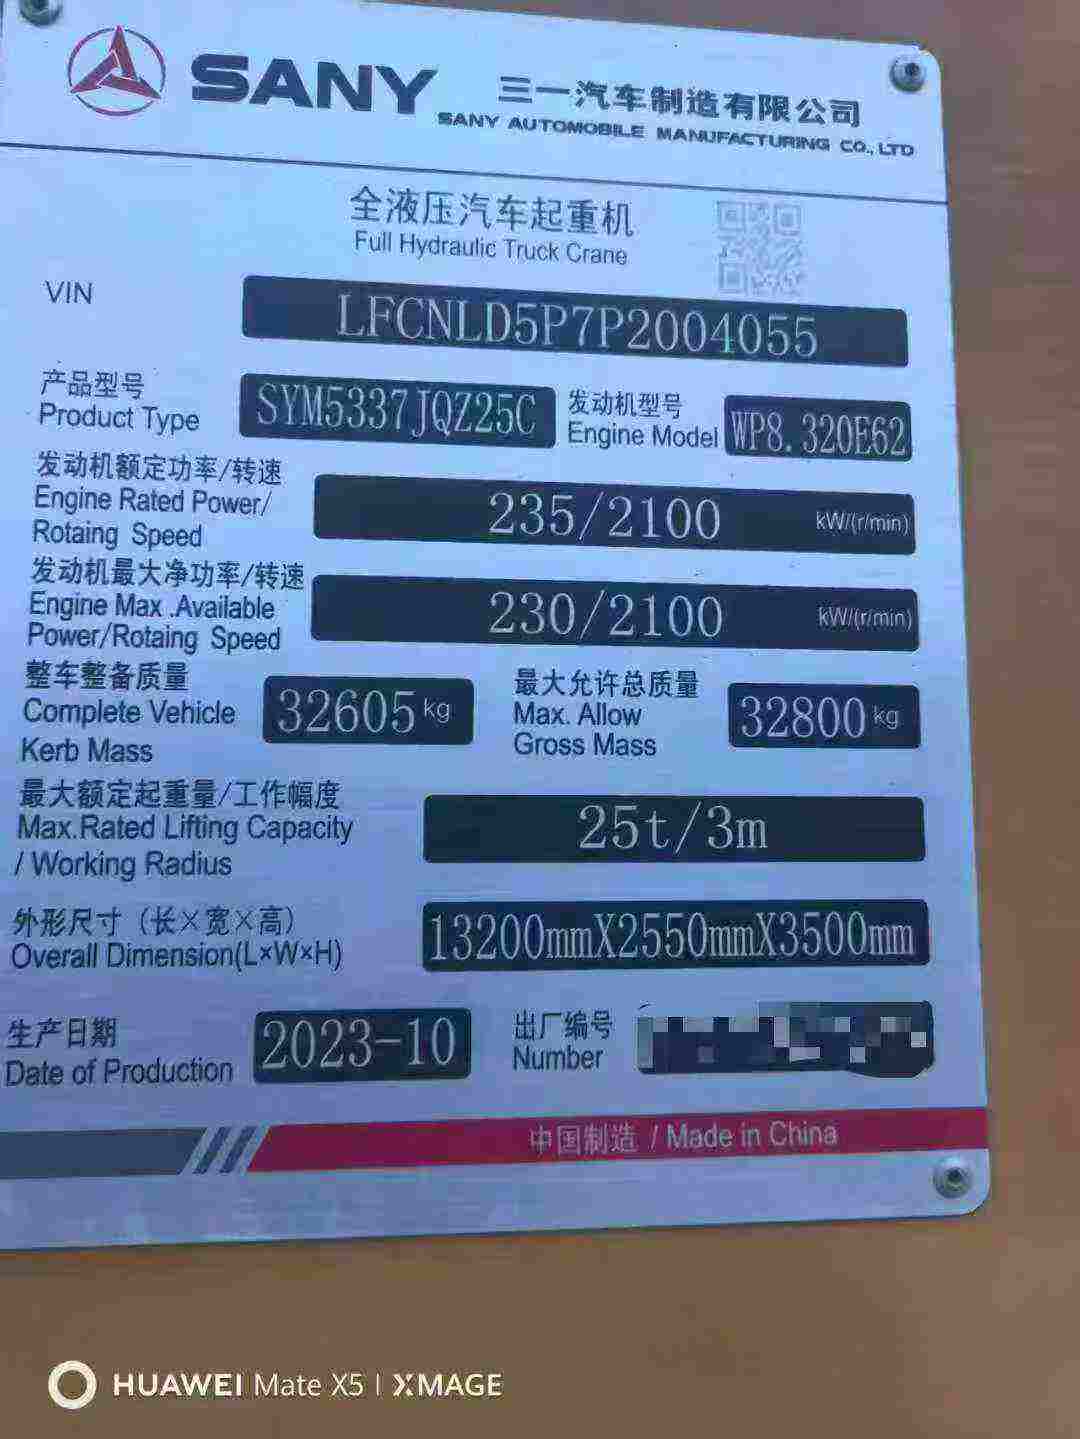 SANY 三一汽车制造有限公司
SANY AUTOMOBILE MANUFACTURING CO., LTD
全液压汽车起重机
Full Hydraulic Truck Crane
VIN LFCNLD5P7P2004055
产品型号
Product Type SYM5337JQZ25C
发动机型号
Engine Model WP8.320E62
发动机额定功率/转速
Engine Rated Power/
Rotaing Speed 235/2100 kW/(r/min)
发动机最大净功率/转速
Engine Max .Available
Power/Rotaing Speed 230/2100 kW/(r/min)
整车整备质量
Complete Vehicle
Kerb Mass 32605 kg
最大允许总质量
Max. Allow
Gross Mass 32800 kg
最大额定起重量/工作幅度
Max.Rated Lifting Capacity
/ Working Radius 25t/3m
外形尺寸（长×宽×高）
Overall Dimension(L×W×H) 13200mmX2550mmX3500mm
生产日期
Date of Production 2023-10
出厂编号
Number
中国制造 / Made in China
HUAWEI Mate X5 | XMAGE